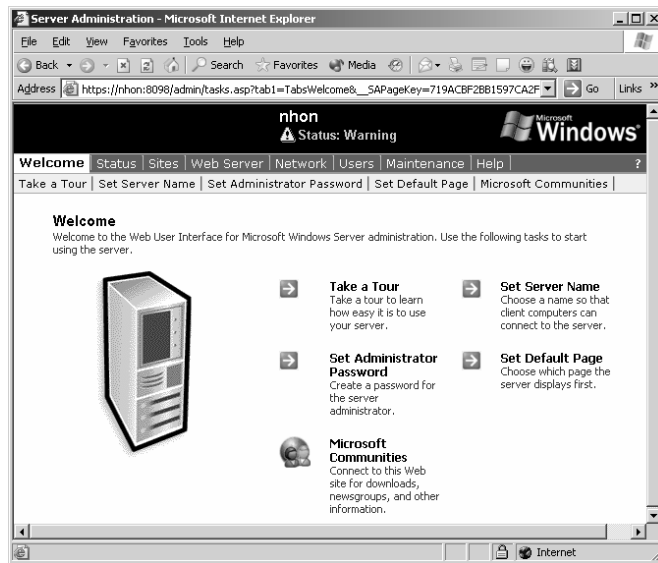 Server Administration - Microsoft Internet Explorer
File Edit View Favorites Tools Help
Back Search Favorites Media
Address https://nhon:8098/admin/tasks.asp?tab1=TabsWelcome&__SAPageKey=719ACBF2BB1597CA2F Go Links »
nhon
Status: Warning
Microsoft
Windows
Welcome Status Sites Web Server Network Users Maintenance Help ?
Take a Tour Set Server Name Set Administrator Password Set Default Page Microsoft Communities
Welcome
Welcome to the Web User Interface for Microsoft Windows Server administration. Use the following tasks to start
using the server.
Take a Tour
Take a tour to learn
how easy it is to use
your server.
Set Server Name
Choose a name so that
client computers can
connect to the server.
Set Administrator
Password
Create a password for
the server
administrator.
Set Default Page
Choose which page the
server displays first.
Microsoft
Communities
Connect to this Web
site for downloads,
newsgroups, and other
information.
Internet